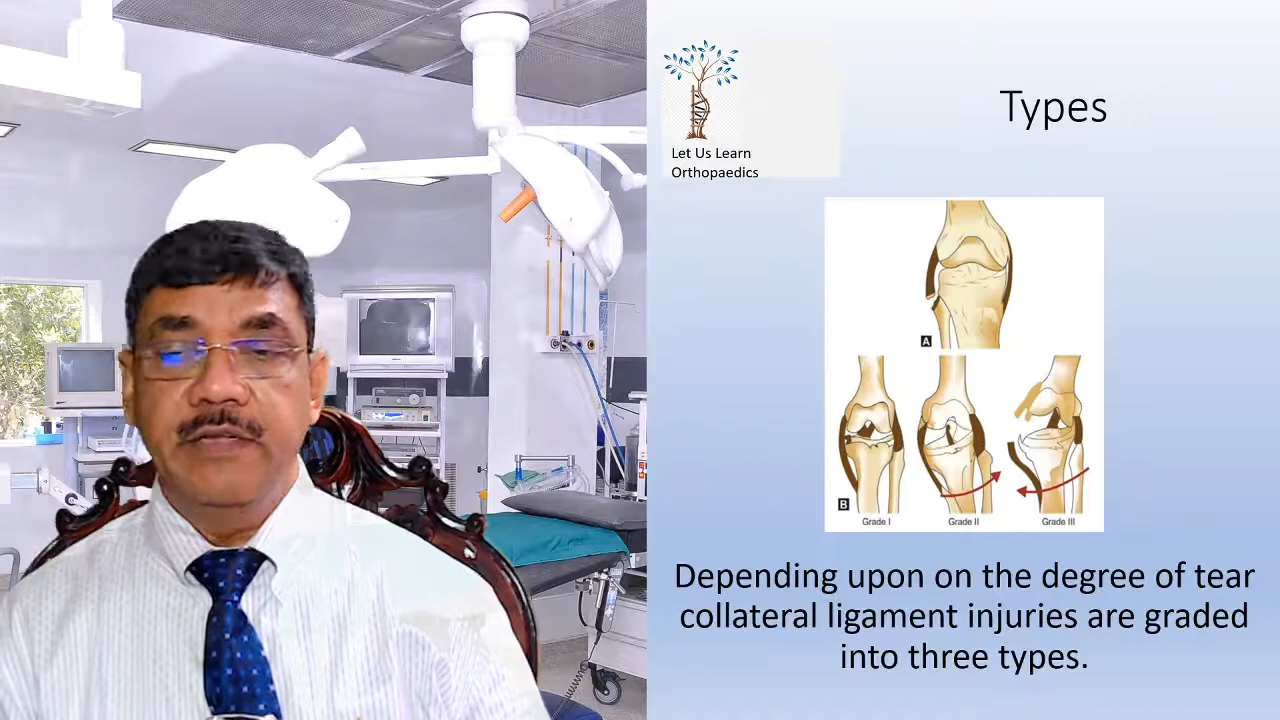 Let Us Learn
Orthopaedics
Types
A
B
Grade I
Grade II
Grade III
Depending upon on the degree of tear
collateral ligament injuries are graded
into three types.